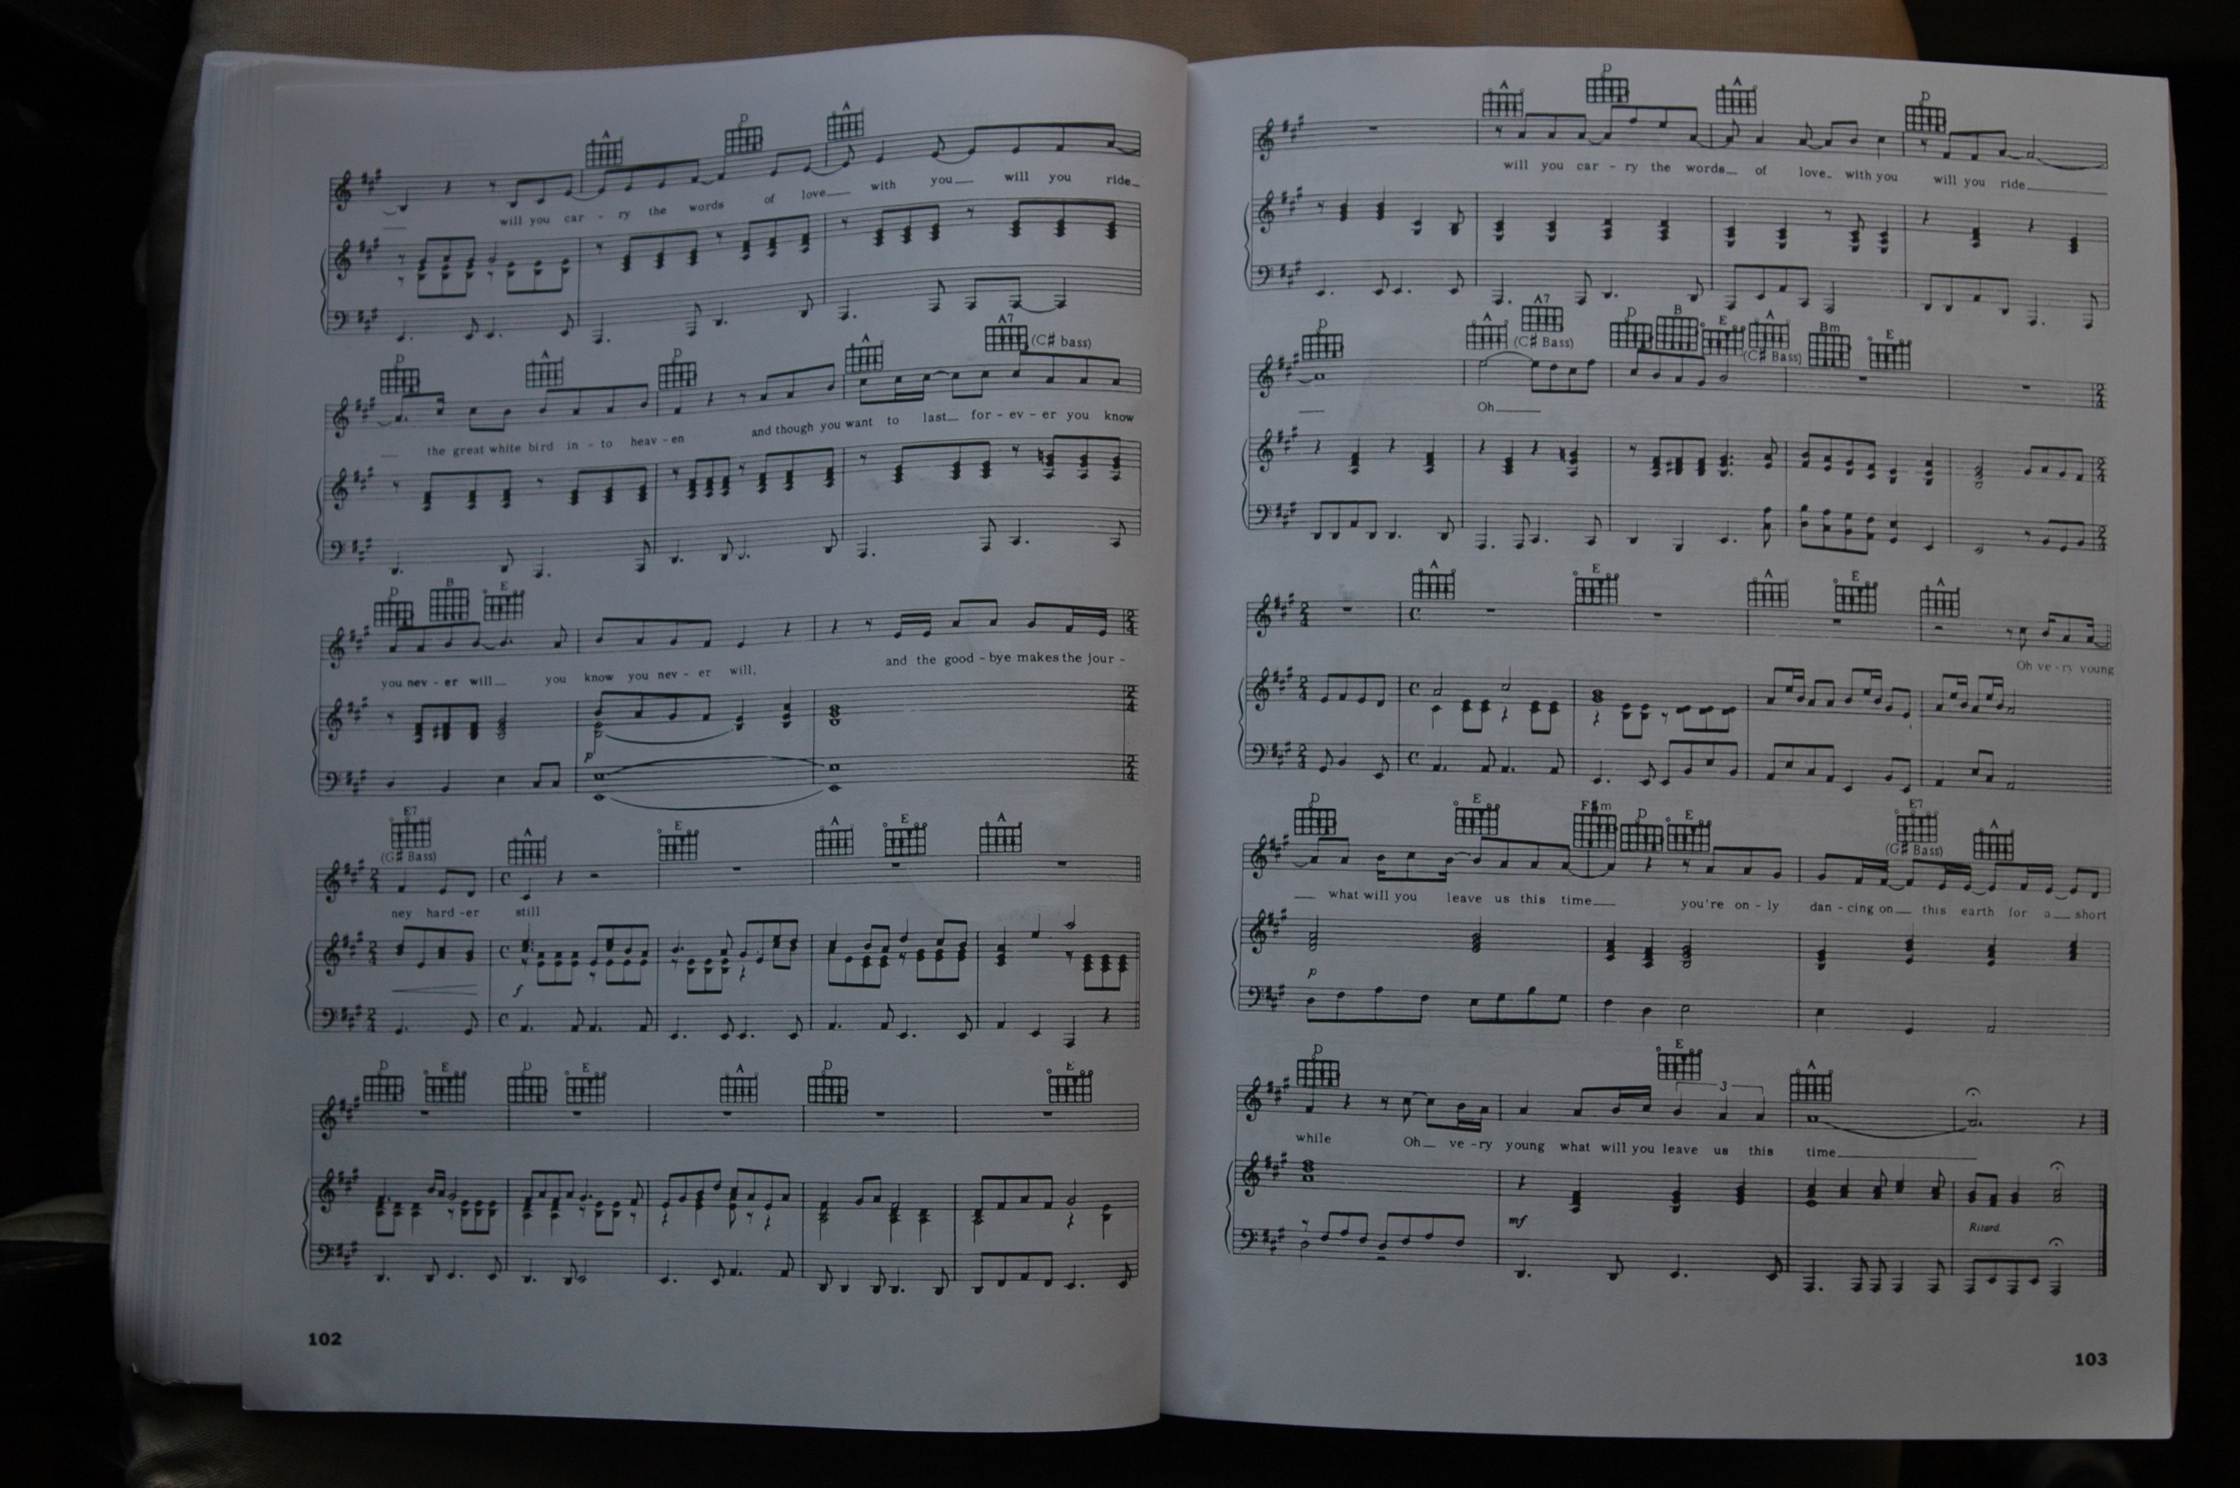 A D A
will you car - ry the words of love with you will you ride
D A D A A7 (C# bass)
the great white bird in - to heav - en and though you want to last for - ev - er you know
D B E
you nev - er will you know you nev - er will. and the good - bye makes the jour -
2 4
E7 A E A E A
(G# Bass)
ney hard - er still
f
D E D E A D E
102
A D A D
will you car - ry the words of love with you will you ride
D A A7 D B E A Bm E
(C# Bass) (C# Bass)
Oh
A E A E A
Oh ve - ry young
D E F#m D E E7 A
(G# Bass)
what will you leave us this time you're on - ly dan - cing on this earth for a short
p
D E A
3
while Oh ve - ry young what will you leave us this time
mf Ritard
103